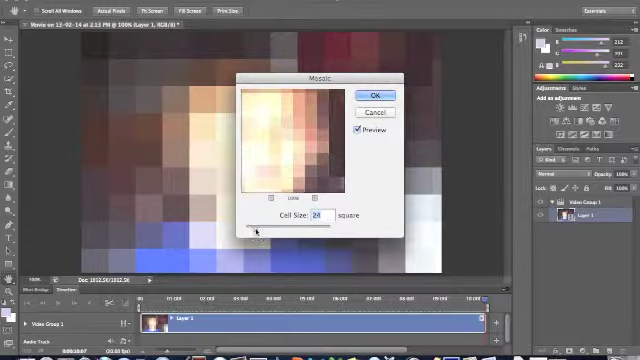 Scroll All Windows
Actual Pixels
Fit Screen
Fill Screen
Print Size
Essentials
Movie on 13-02-14 at 2.13 PM @ 100% (Layer 1, RGB/8) *
Color
Swatches
Mosaic
OK
Cancel
Preview
100%
Cell Size: 24 square
Adjustments
Styles
Add an adjustment
Layers
Channels
Paths
Kind
Normal
Opacity: 100%
Lock:
Fill: 100%
Video Group 1
Layer 1
100%
Doc: 1012.5K/1012.5K
Mini Bridge
Timeline
Video Group 1
Layer 1
Audio Track